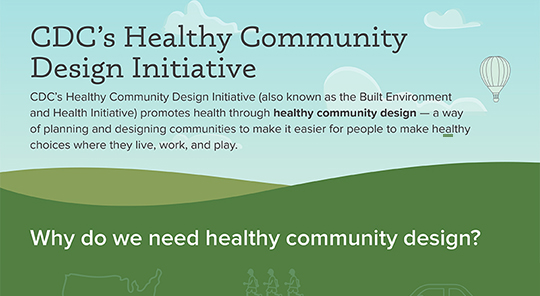 CDC’s Healthy Community
Design Initiative
CDC’s Healthy Community Design Initiative (also known as the Built Environment
and Health Initiative) promotes health through healthy community design — a way
of planning and designing communities to make it easier for people to make healthy
choices where they live, work, and play.
Why do we need healthy community design?